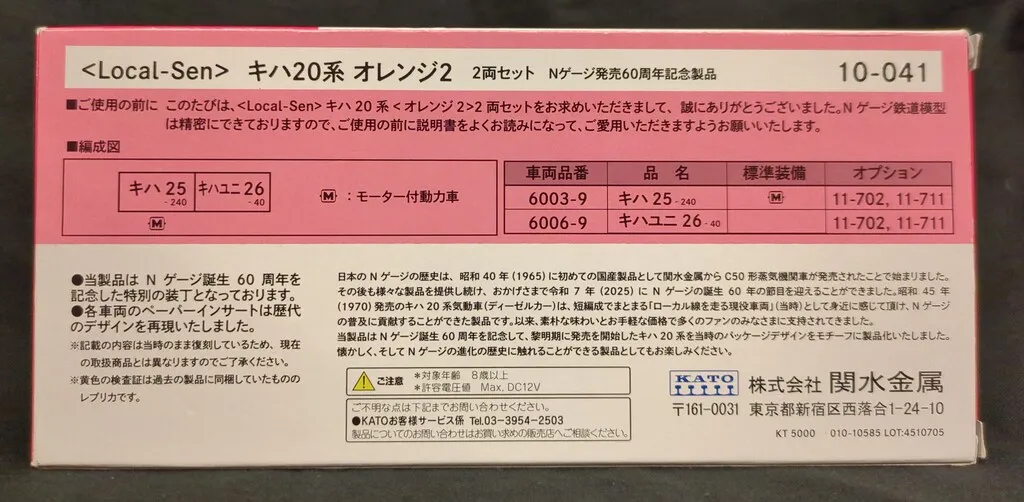 <Local-Sen> キハ20系 オレンジ2 2両セット Nゲージ発売60周年記念製品 10-041
■ご使用の前に このたびは、<Local-Sen> キハ 20 系 < オレンジ 2>2 両セットをお求めいただきまして、誠にありがとうございました。N ゲージ鉄道模型
は精密にできておりますので、ご使用の前に説明書をよくお読みになって、ご愛用いただきますようお願いいたします。
■編成図
キハ 25 -240 キハユニ 26 -40
M
M:モーター付動力車
車両品番 品 名 標準装備 オプション
6003-9 キハ 25 -240 M 11-702, 11-711
6006-9 キハユニ 26 -40 11-702, 11-711
●当製品は N ゲージ誕生 60 周年を
記念した特別の装丁となっております。
●各車両のペーパーインサートは歴代
のデザインを再現いたしました。
※記載の内容は当時のまま復刻しているため、現在
の取扱商品とは異なりますのでご了承ください。
※黄色の検査証は過去の製品に同梱していたものの
レプリカです。
日本の N ゲージの歴史は、昭和 40 年 (1965) に初めての国産製品として関水金属から C50 形蒸気機関車が発売されたことで始まりました。
その後も様々な製品を提供し続け、おかげさまで令和 7 年 (2025) に N ゲージの誕生 60 年の節目を迎えることができました。昭和 45 年
(1970) 発売のキハ 20 系気動車(ディーゼルカー)は、短編成でまとまる「ローカル線を走る現役車両」(当時)として身近に感じて頂け、N ゲージ
の普及に貢献することができた製品です。以来、素朴な味わいとお手軽な価格で多くのファンのみなさまに支持されてきました。
当製品は N ゲージ誕生 60 周年を記念して、黎明期に発売を開始したキハ 20 系を当時のパッケージデザインをモチーフに製品化いたしました。
懐かしく、そして N ゲージの進化の歴史に触れることができる製品としてもお楽しみください。
ご注意 *対象年齢 8歳以上
*許容電圧値 Max. DC12V
ご不明な点は下記までお問い合わせください。
●KATOお客様サービス係 Tel.03-3954-2503
製品についてのお問い合わせはお買い求めの販売店へご相談ください。
KATO 株式会社 関水金属
〒161-0031 東京都新宿区西落合1-24-10
KT 5000 010-10585 LOT:4510705